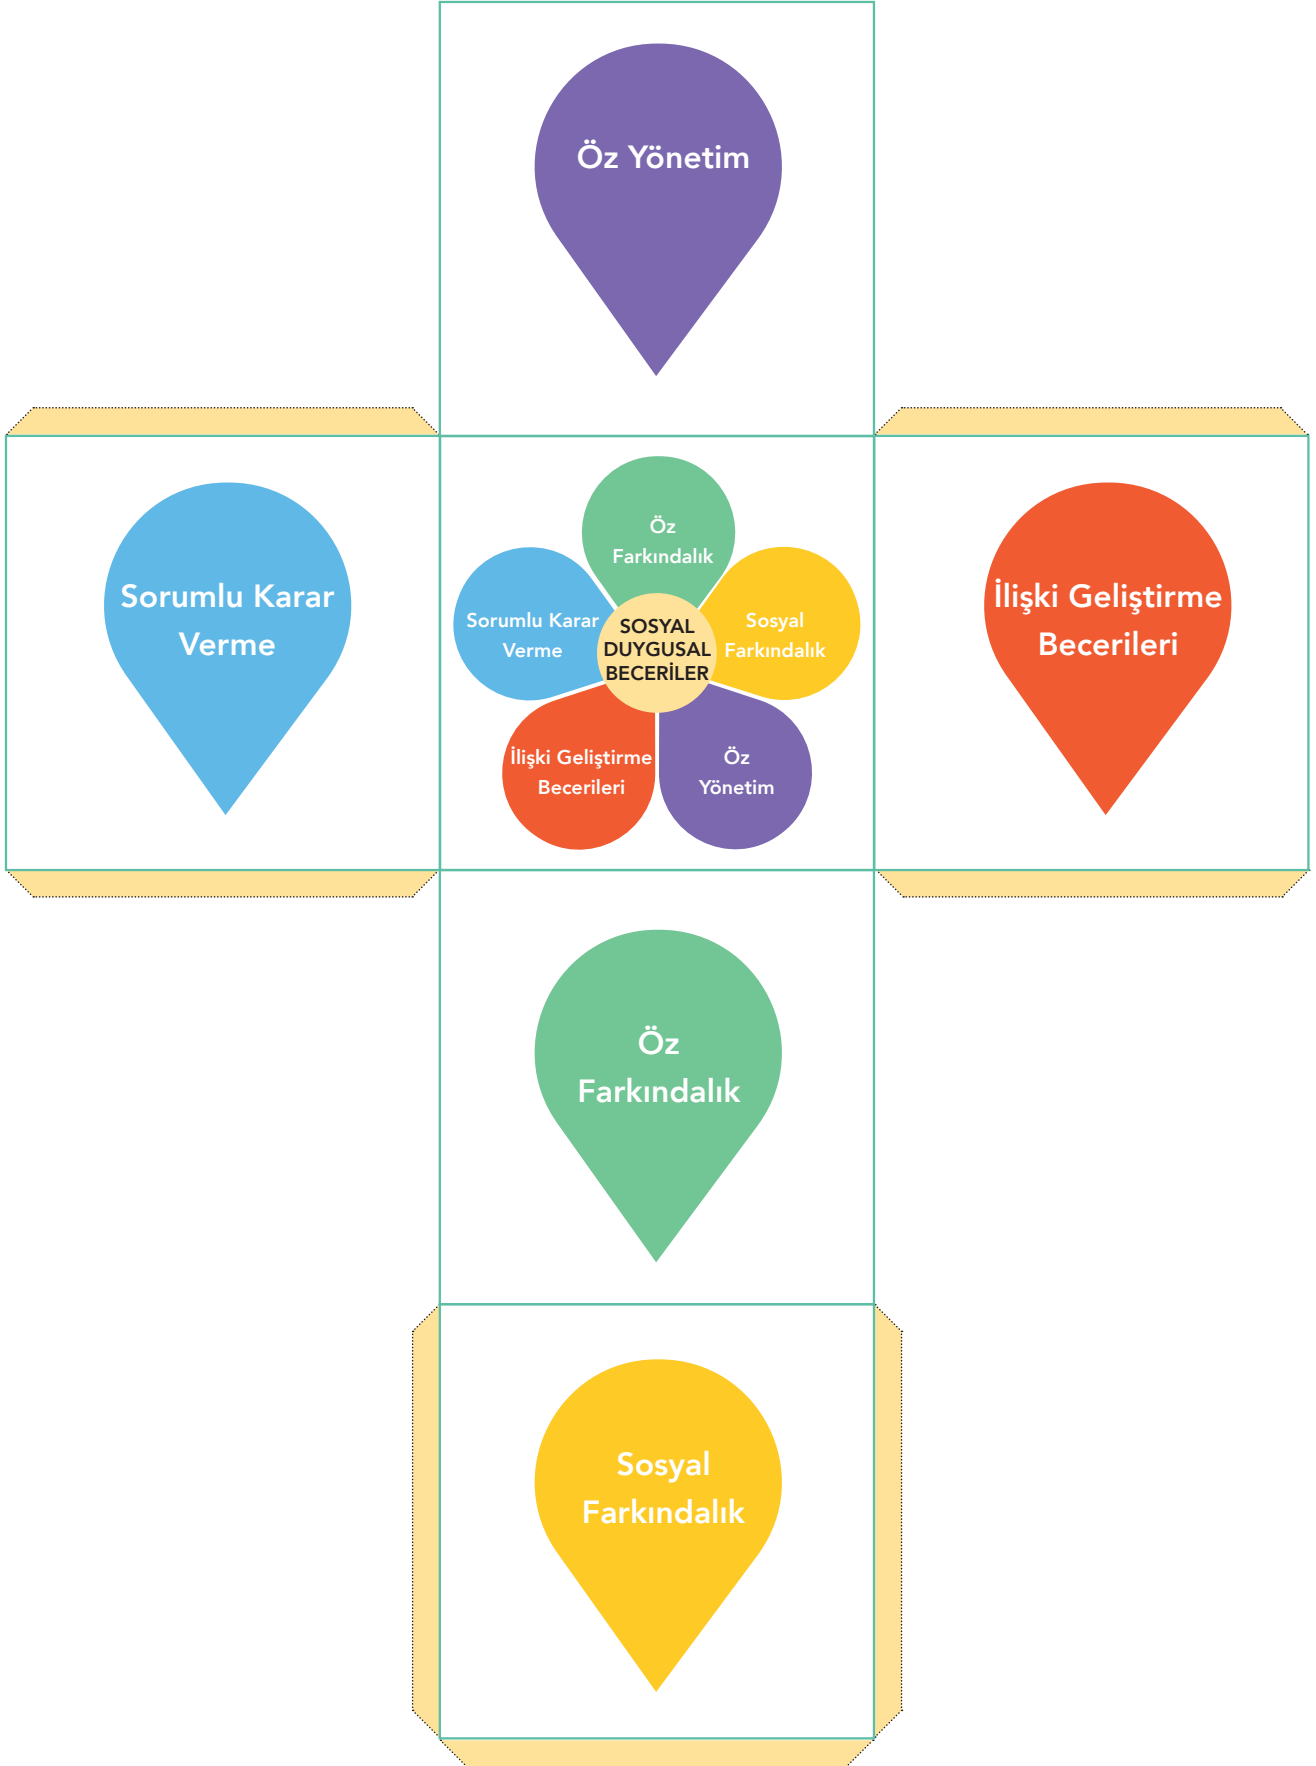 Öz Yönetim
Sorumlu Karar
Verme
Öz
Farkındalık
Sorumlu Karar
Verme
SOSYAL
DUYGUSAL
BECERİLER
Sosyal
Farkındalık
İlişki Geliştirme
Becerileri
Öz
Yönetim
İlişki Geliştirme
Becerileri
Öz
Farkındalık
Sosyal
Farkındalık